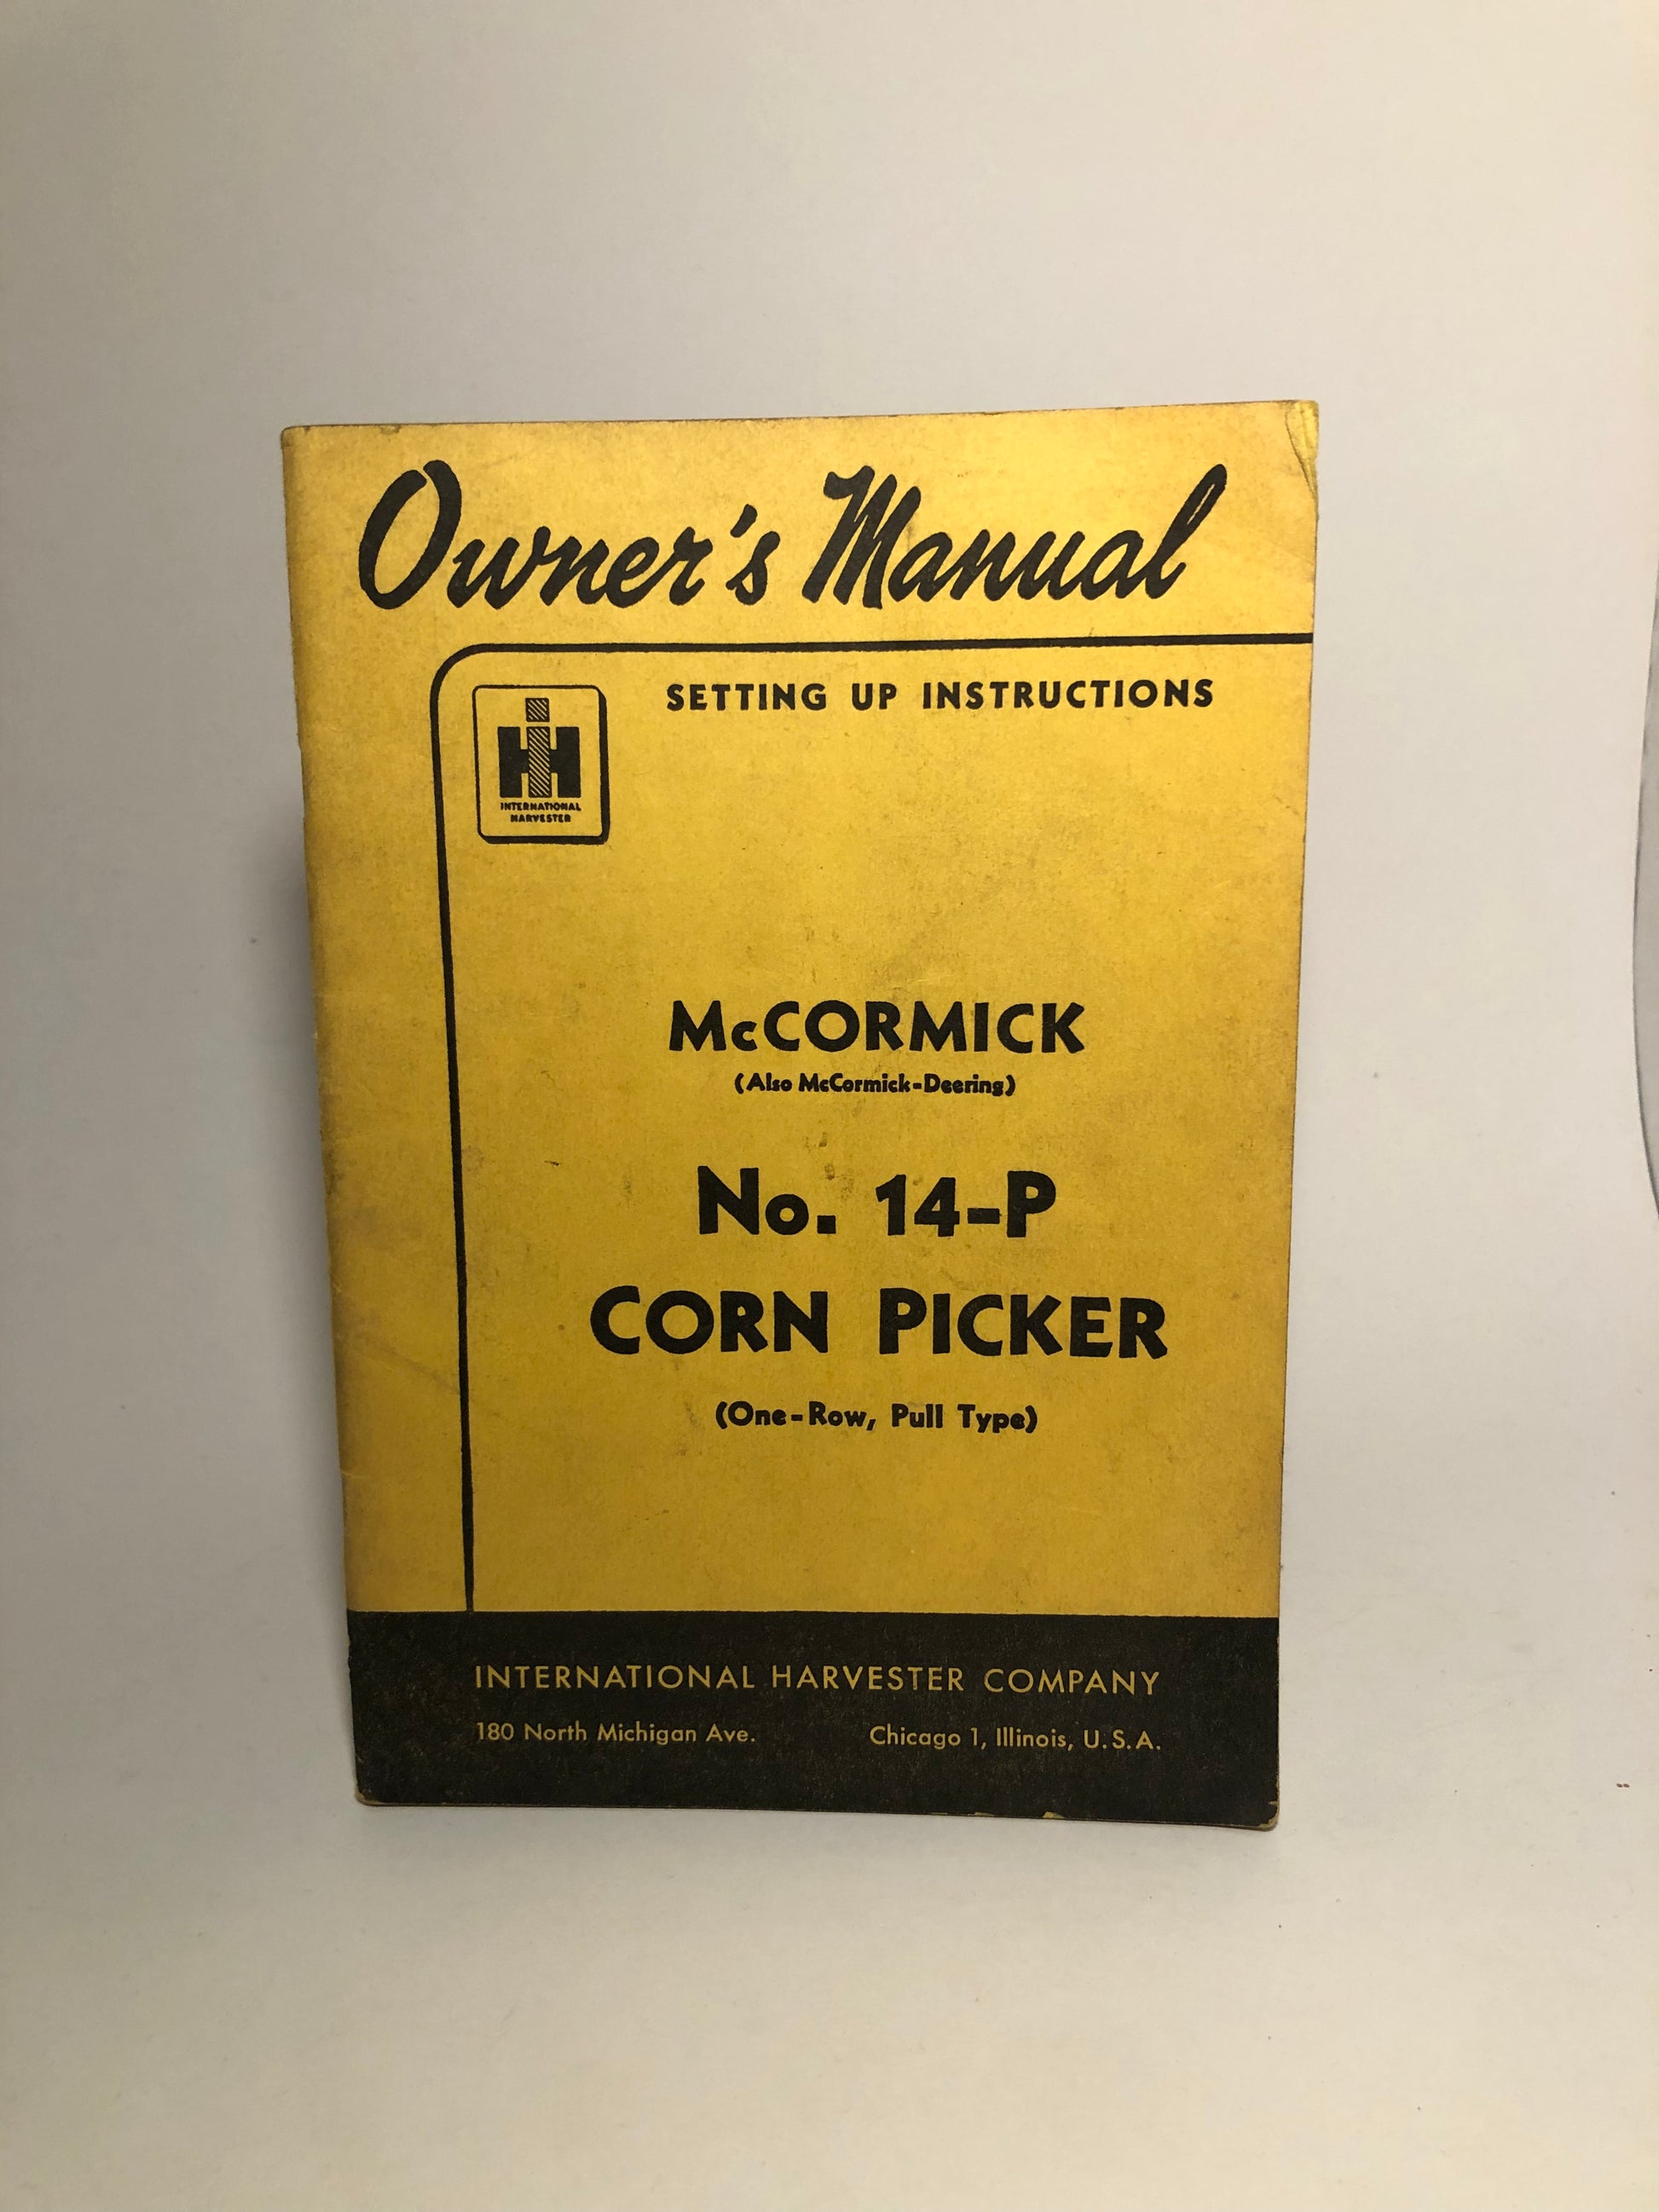 Owner's Manual
SETTING UP INSTRUCTIONS
IH
INTERNATIONAL
HARVESTER
McCORMICK
(Also McCormick-Deering)
No. 14-P
CORN PICKER
(One-Row, Pull Type)
INTERNATIONAL HARVESTER COMPANY
180 North Michigan Ave. Chicago 1, Illinois, U.S.A.